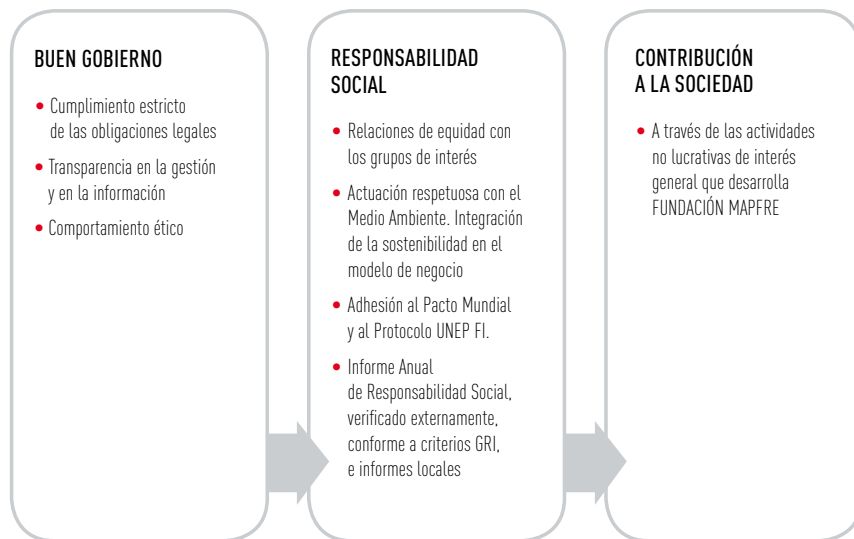 BUEN GOBIERNO
• Cumplimiento estricto
de las obligaciones legales
• Transparencia en la gestión
y en la información
• Comportamiento ético
RESPONSABILIDAD
SOCIAL
• Relaciones de equidad con
los grupos de interés
• Actuación respetuosa con el
Medio Ambiente. Integración
de la sostenibilidad en el
modelo de negocio
• Adhesión al Pacto Mundial
y al Protocolo UNEP FI.
• Informe Anual
de Responsabilidad Social,
verificado externamente,
conforme a criterios GRI,
e informes locales
CONTRIBUCIÓN
A LA SOCIEDAD
• A través de las actividades
no lucrativas de interés
general que desarrolla
FUNDACIÓN MAPFRE